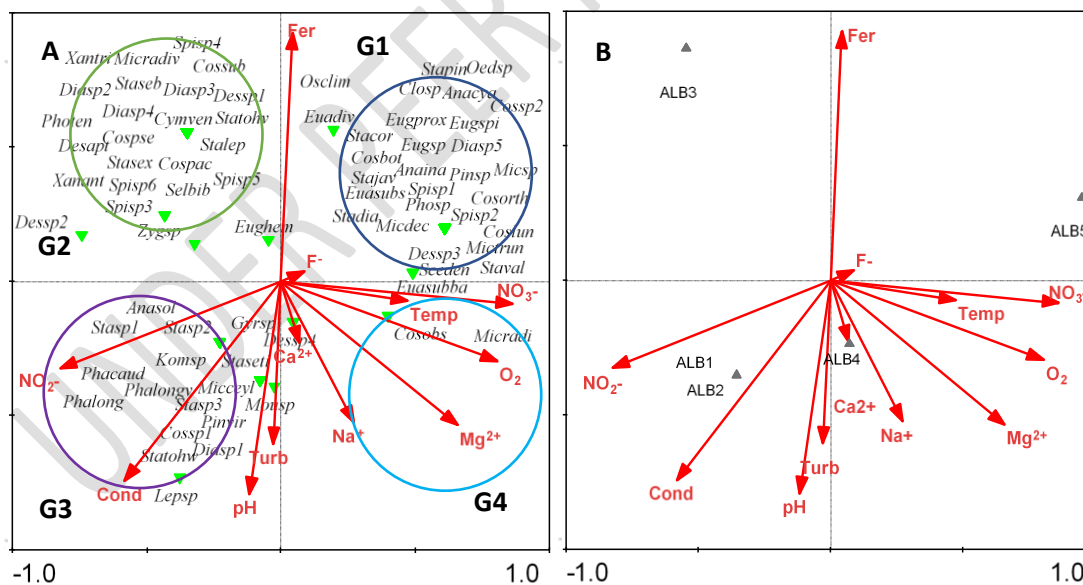 A
Fer
G1
Spisp4
Xantri Micradiv
Cossub
Stapin Oedsp
Diasp2 Staseb Diasp3 Dessp1
Osclim
Closp Anacya
Cossp2
Diasp4 Cymven Statohv
Euadiv
Eugprox Eugspi
Photen
Cospse
Stalep
Stacor
Eugsp Diasp5
Desapt
Stasex Cospac
Cosbot
Anaina Pinsp Micsp
Xanant
Spisp6 Selbib Spisp5
Stajav
Euasubs Spisp1
Cosorth
Spisp3
Phosp
Spisp2
Dessp2
Zygsp
Eughem
Stadia Micdec
Costun
G2
Dessp3 Mictrun
Sceden Staval
F-
Euasubba
NO3-
Anasol
Temp
Stasp1 Stasp2 Gyrsp
Dessp4
Cosobs Micradi
Komsp Staseti
Ca2+
O2
NO2-
Phacaud
Phalongv Micceyl
Phalong
Stasp3
Mousp
Pinvir
Na+
Mg2+
Cossp1
Statohv Diasp1
Turb
Cond
Lepsp
pH
G3
G4
-1.0
1.0
B
Fer
ALB3
ALB5
F-
NO3-
Temp
ALB1
ALB4
O2
NO2-
ALB2
Ca2+
Na+
Mg2+
Turb
Cond
pH
-1.0
1.0
UNDER PEER